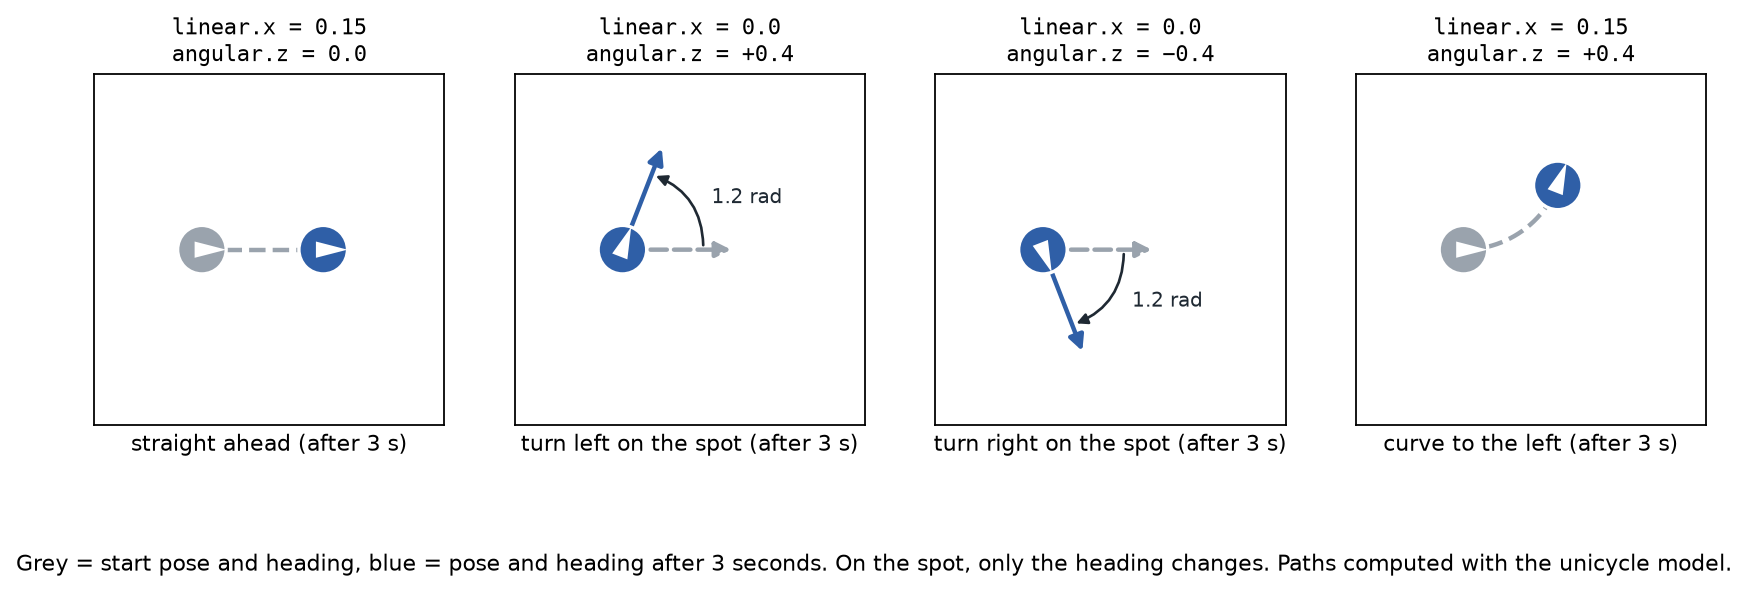 linear.x = 0.15
angular.z = 0.0
linear.x = 0.0
angular.z = +0.4
linear.x = 0.0
angular.z = −0.4
linear.x = 0.15
angular.z = +0.4
1.2 rad
1.2 rad
straight ahead (after 3 s)
turn left on the spot (after 3 s)
turn right on the spot (after 3 s)
curve to the left (after 3 s)
Grey = start pose and heading, blue = pose and heading after 3 seconds. On the spot, only the heading changes. Paths computed with the unicycle model.